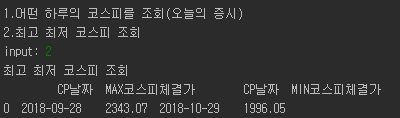 1.어떤 하루의 코스피를 조회(오늘의 증시)
2.최고 최저 코스피 조회
input: 2
최고 최저 코스피 조회
CP날짜 MAX코스피체결가 CP날짜 MIN코스피체결가
0 2018-09-28 2343.07 2018-10-29 1996.05